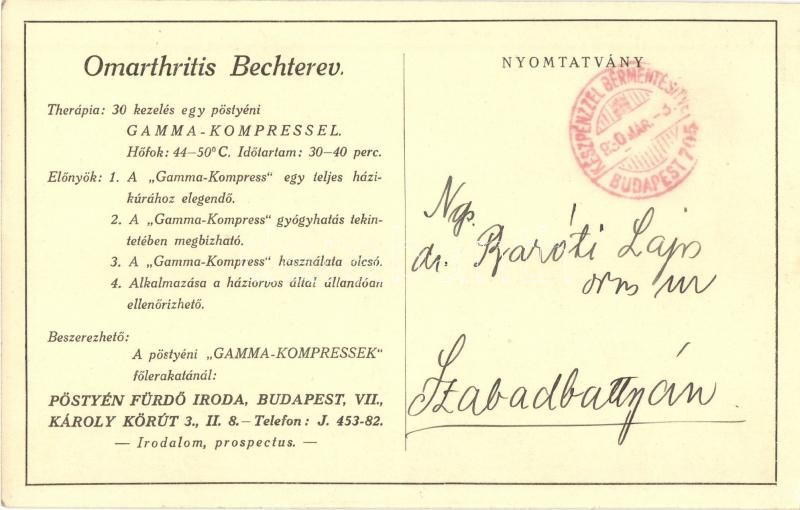 Omarthritis Bechterev.
Therápia: 30 kezelés egy pöstyéni
GAMMA-KOMPRESSEL.
Hőfok: 44—50°C. Időtartam: 30—40 perc.
Előnyök: 1. A „Gamma-Kompress" egy teljes házi-
kúrához elegendő.
2. A „Gamma-Kompress" gyógyhatás tekin-
tetében megbízható.
3. A „Gamma-Kompress" használata olcsó.
4. Alkalmazása a háziorvos által állandóan
ellenőrizhető.
Beszerezhető:
A pöstyéni „GAMMA-KOMPRESSEK"
főlerakatánál:
PÖSTYÉN FÜRDŐ IRODA, BUDAPEST, VII.,
KÁROLY KÖRÚT 3., II. 8.— Telefon: J. 453-82.
— Irodalom, prospectus. —
NYOMTATVÁNY
KÉSZPÉNZZEL BÉRMENTESÍTVE
BUDAPEST 705
Ngs.
dr. Baróti Lajos
orvos úr
Szabadbattyán